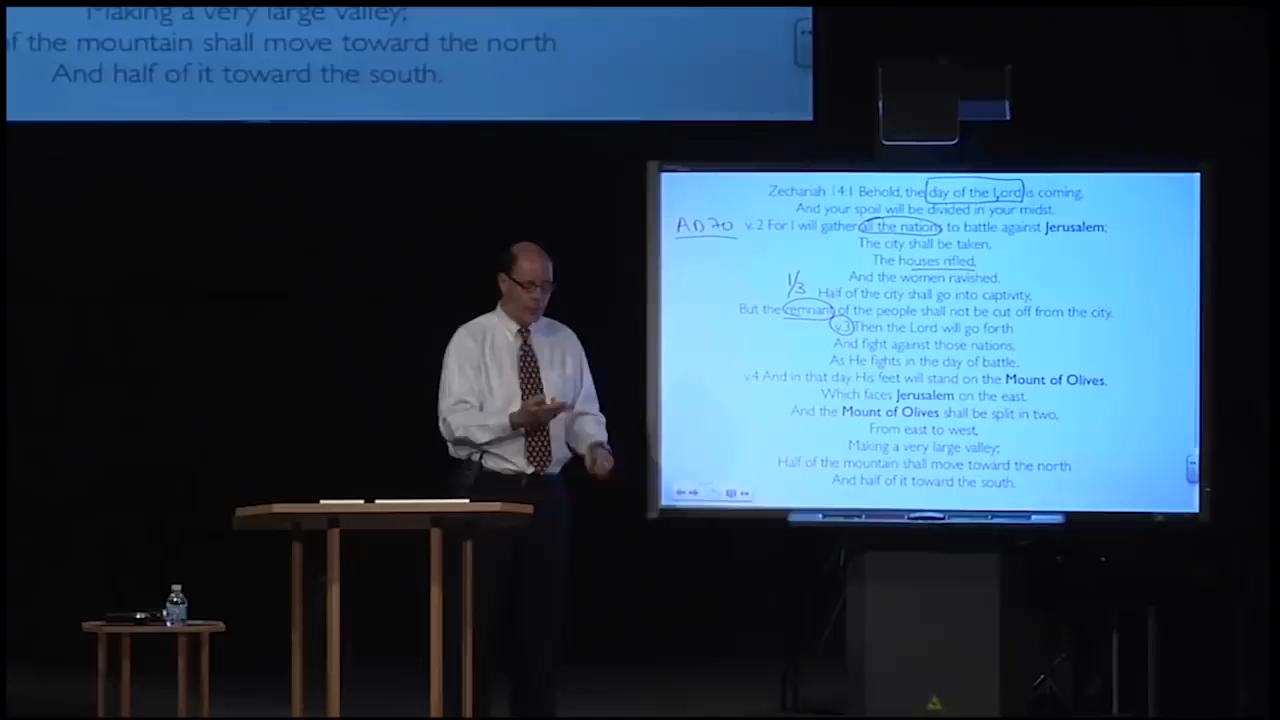 Making a very large valley;
of the mountain shall move toward the north
And half of it toward the south.
Zechariah 14:1 Behold, the day of the Lord is coming,
And your spoil will be divided in your midst.
AD 70 v.2 For I will gather all the nations to battle against Jerusalem;
The city shall be taken,
The houses rifled,
And the women ravished.
1/3
Half of the city shall go into captivity,
But the remnant of the people shall not be cut off from the city.
v.3 Then the Lord will go forth
And fight against those nations,
As He fights in the day of battle.
v.4 And in that day His feet will stand on the Mount of Olives,
Which faces Jerusalem on the east.
And the Mount of Olives shall be split in two,
From east to west,
Making a very large valley;
Half of the mountain shall move toward the north
And half of it toward the south.